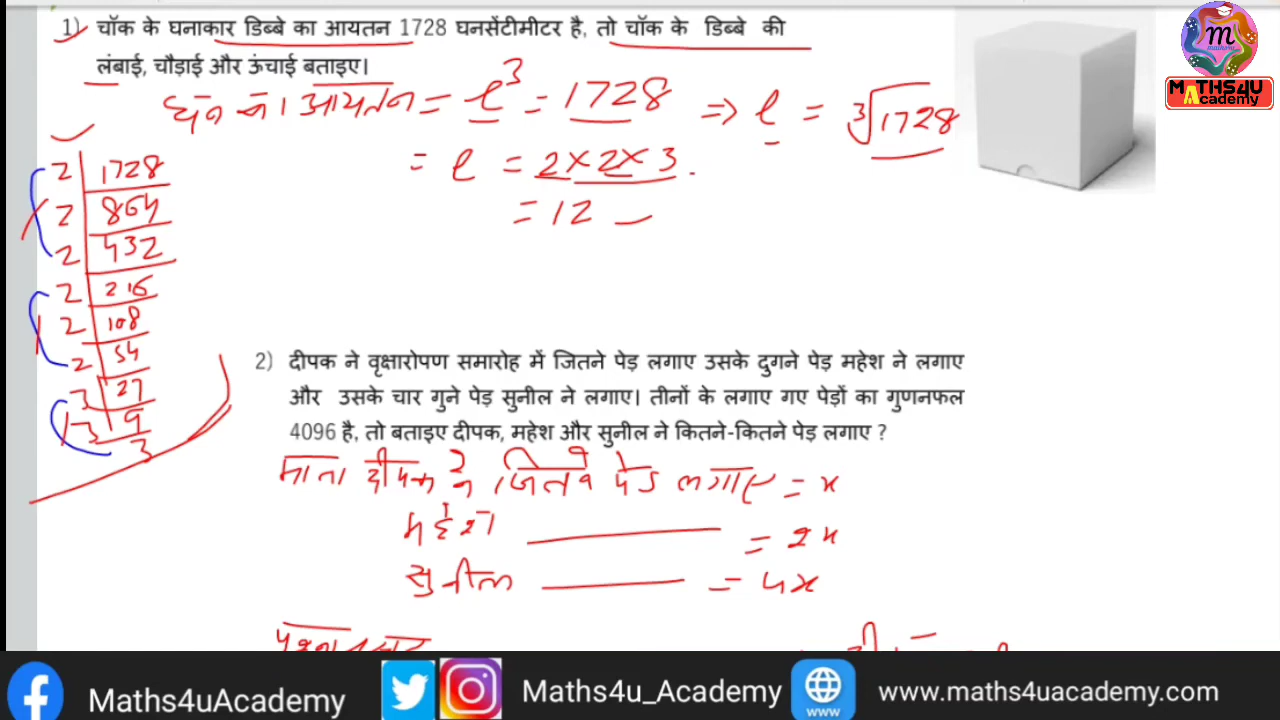 1) चॉक के घनाकार डिब्बे का आयतन 1728 घनसेंटीमीटर है, तो चॉक के डिब्बे की
लंबाई, चौड़ाई और ऊंचाई बताइए।
घन का आयतन = l³ = 1728 ⇒ l = ∛1728
= l = 2×2×3
= 12
2 | 1728
2 | 864
2 | 432
2 | 216
2 | 108
2 | 54
3 | 27
3 | 9
3
2) दीपक ने वृक्षारोपण समारोह में जितने पेड़ लगाए उसके दुगने पेड़ महेश ने लगाए
और उसके चार गुने पेड़ सुनील ने लगाए। तीनों के लगाए गए पेड़ों का गुणनफल
4096 है, तो बताइए दीपक, महेश और सुनील ने कितने-कितने पेड़ लगाए ?
माना दीपक ने जितने पेड़ लगाए = x
महेश = 2x
सुनील = 4x
m
MATHS4U
Academy
Maths4uAcademy
Maths4u_Academy
WWW
www.maths4uacademy.com